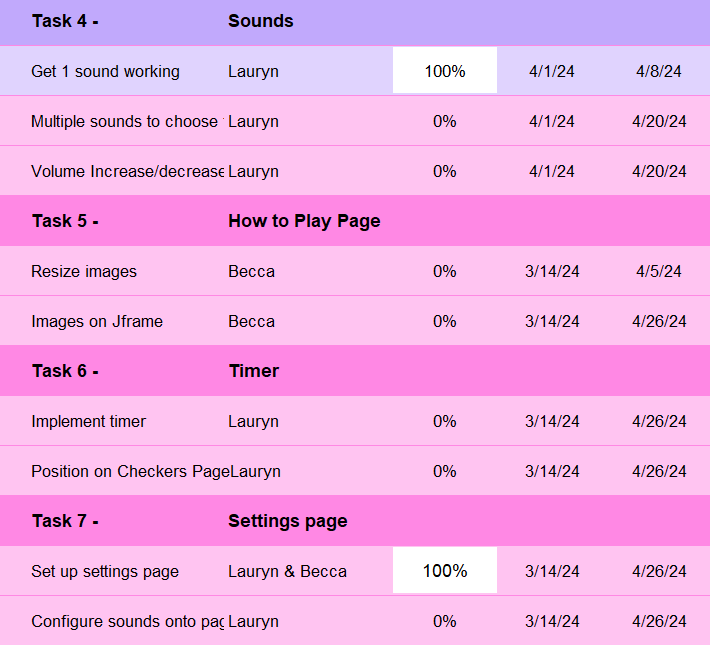 Task 4 - Sounds
Get 1 sound working Lauryn 100% 4/1/24 4/8/24
Multiple sounds to choose Lauryn 0% 4/1/24 4/20/24
Volume Increase/decrease Lauryn 0% 4/1/24 4/20/24
Task 5 - How to Play Page
Resize images Becca 0% 3/14/24 4/5/24
Images on Jframe Becca 0% 3/14/24 4/26/24
Task 6 - Timer
Implement timer Lauryn 0% 3/14/24 4/26/24
Position on Checkers Page Lauryn 0% 3/14/24 4/26/24
Task 7 - Settings page
Set up settings page Lauryn & Becca 100% 3/14/24 4/26/24
Configure sounds onto pag Lauryn 0% 3/14/24 4/26/24